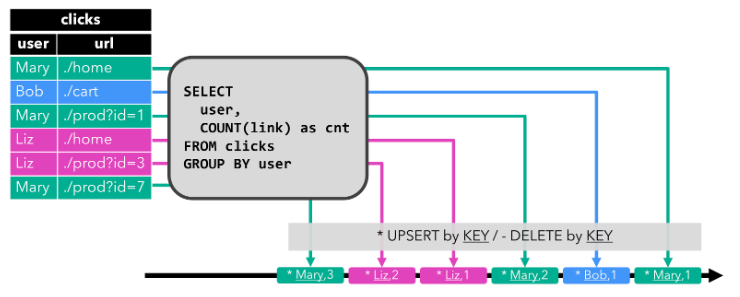 clicks
user url
Mary ./home
Bob ./cart
Mary ./prod?id=1
Liz ./home
Liz ./prod?id=3
Mary ./prod?id=7
SELECT
user,
COUNT(link) as cnt
FROM clicks
GROUP BY user
* UPSERT by KEY / - DELETE by KEY
* Mary,3 * Liz,2 * Liz,1 * Mary,2 * Bob,1 * Mary,1